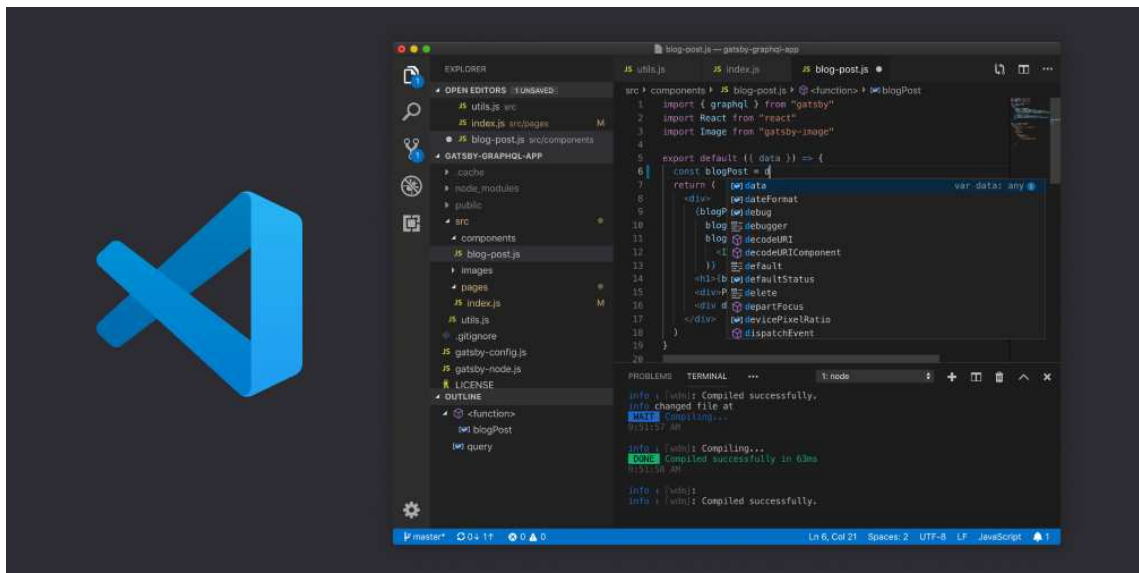 blog-post.js — gatsby-graphql-app
EXPLORER
OPEN EDITORS 1 UNSAVED
JS utils.js src
JS index.js src/pages M
JS blog-post.js src/components
GATSBY-GRAPHQL-APP
.cache
node_modules
public
src
components
JS blog-post.js
images
pages
JS index.js M
JS utils.js
.gitignore
JS gatsby-config.js
JS gatsby-node.js
LICENSE
OUTLINE
<function>
blogPost
query
JS utils.js JS index.js JS blog-post.js
src components JS blog-post.js <function> blogPost
1 import { graphql } from "gatsby"
2 import React from "react"
3 import Image from "gatsby-image"
4
5 export default ({ data }) => {
6 const blogPost = d
7 return (
8 <div>
9 {blogP
10 blog
11 blog
12 <I
13 )}
14 <h1>{b
15 <div>P
16 <div d
17 </div>
18 )
19 }
20
data var data: any
dateFormat
debug
debugger
decodeURI
decodeURIComponent
default
defaultStatus
delete
departFocus
devicePixelRatio
dispatchEvent
PROBLEMS TERMINAL ••• 1: node
info : [wdm]: Compiled successfully.
info changed file at
WAIT Compiling...
9:51:57 AM
info : [wdm]: Compiling...
DONE Compiled successfully in 63ms
9:51:58 AM
info : [wdm]:
info : [wdm]: Compiled successfully.
master* 0↓ 1↑ 0 0 Ln 6, Col 21 Spaces: 2 UTF-8 LF JavaScript 1